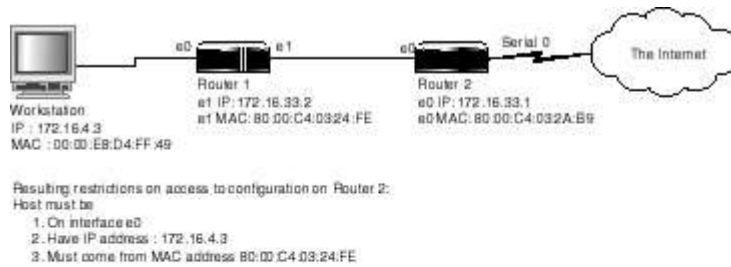 e0
e1
e0
Serial 0
The Internet
Router 1
e1 IP: 172.16.33.2
e1 MAC: 80:00:C4:03:24:FE
Router 2
e0 IP: 172.16.33.1
e0 MAC: 80:00:C4:03:2A:B9
Workstation
IP : 172.16.4.3
MAC : 00:00:E8:D4:FF:49
Resulting restrictions on access to configuration on Router 2:
Host must be
1. On interface e0
2. Have IP address : 172.16.4.3
3. Must come from MAC address 80:00:C4:03:24:FE